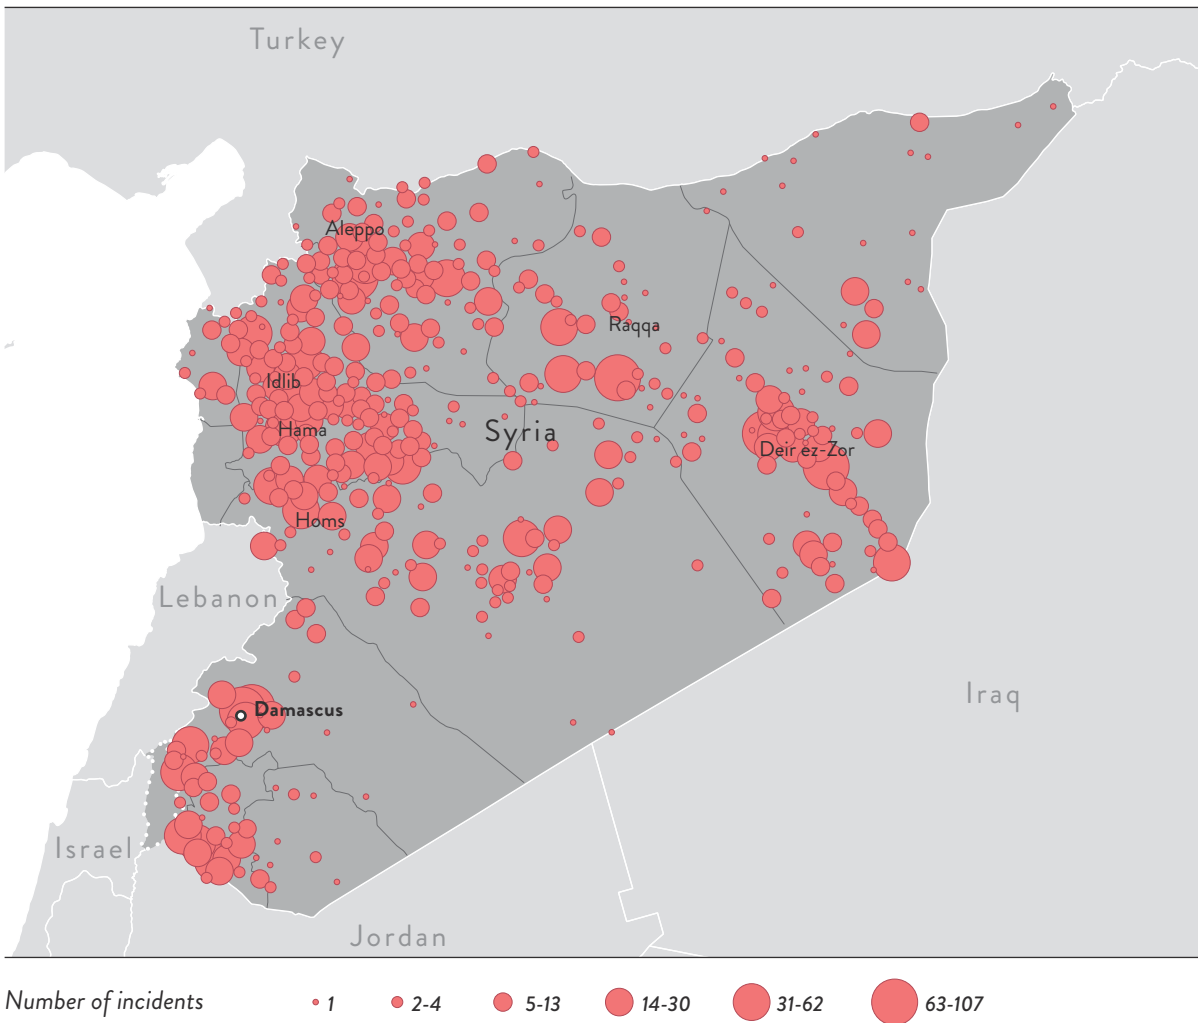 Turkey
Aleppo
Raqqa
Idlib
Hama
Syria
Deir ez-Zor
Homs
Lebanon
Damascus
Iraq
Israel
Jordan
Number of incidents 1 2-4 5-13 14-30 31-62 63-107